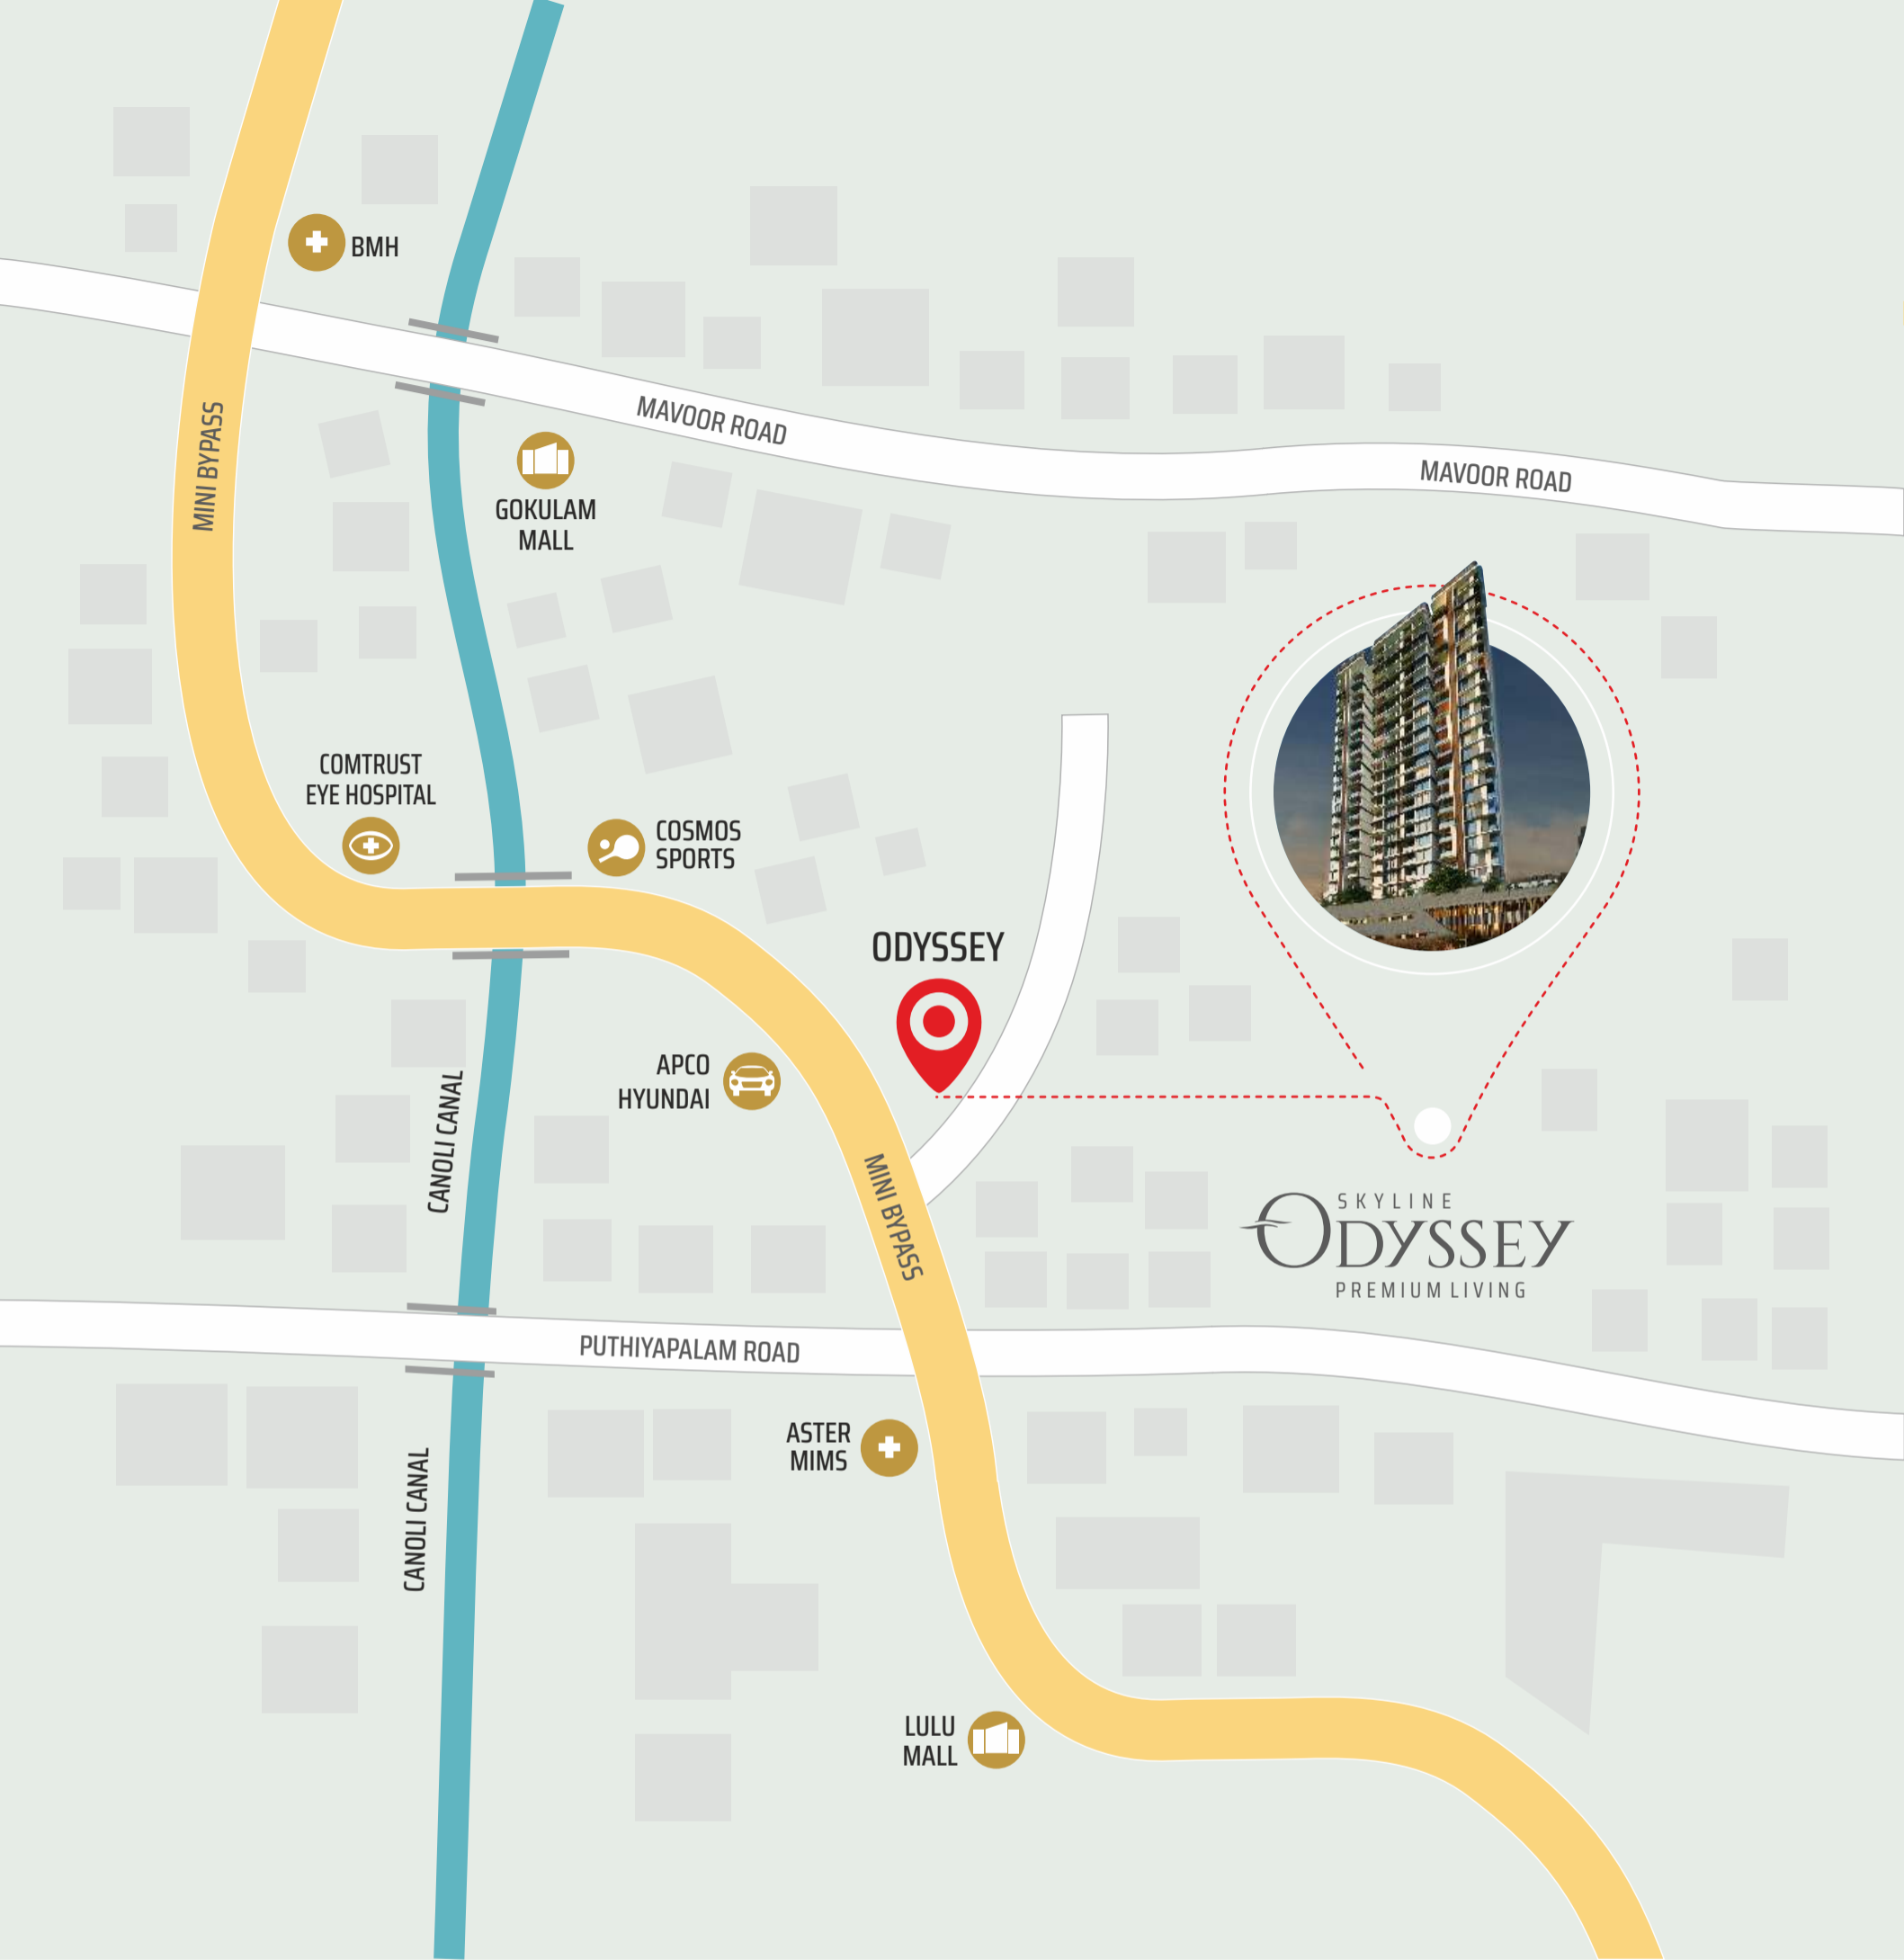 BMH
MAVOOR ROAD
MINI BYPASS
MAVOOR ROAD
GOKULAM
MALL
COMTRUST
EYE HOSPITAL
COSMOS
SPORTS
ODYSSEY
APCO
HYUNDAI
CANOLI CANAL
MINI BYPASS
SKYLINE
ODYSSEY
PREMIUM LIVING
PUTHIYAPALAM ROAD
ASTER
MIMS
CANOLI CANAL
LULU
MALL